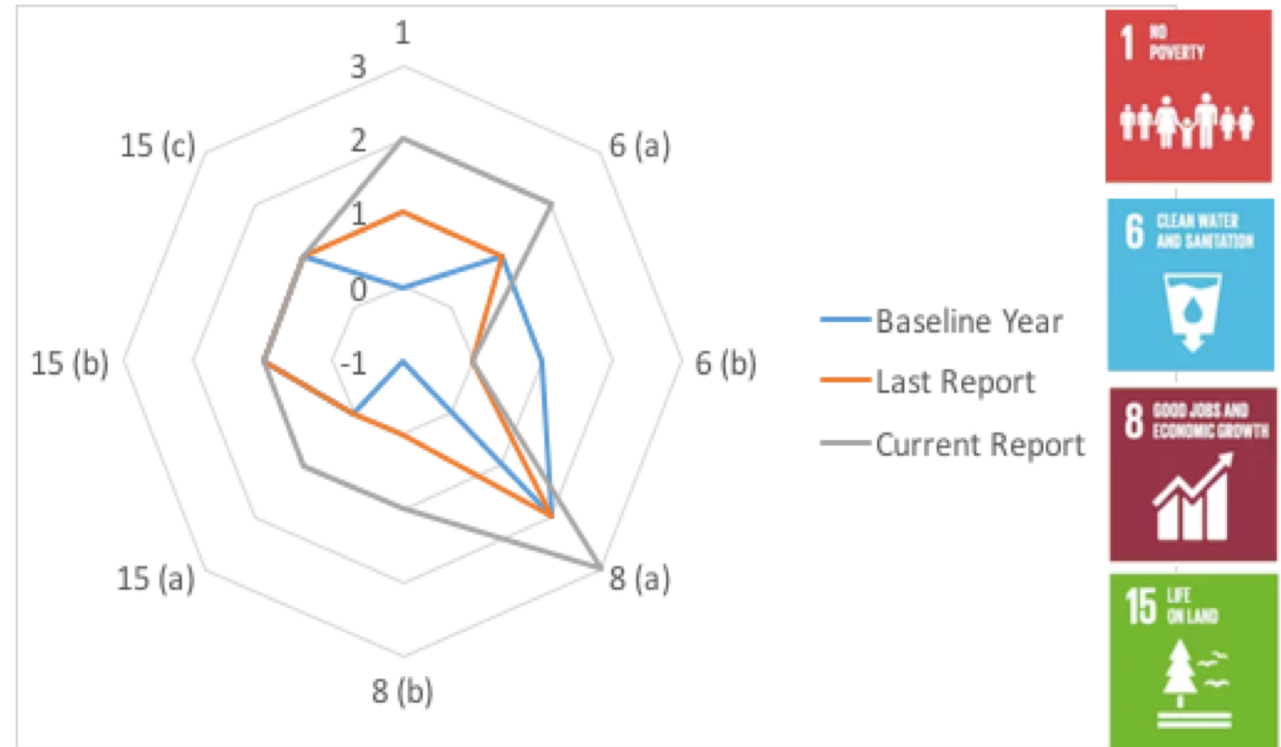 1
3
2
1
0
-1
6 (a)
6 (b)
8 (a)
8 (b)
15 (a)
15 (b)
15 (c)
Baseline Year
Last Report
Current Report
1 NO
POVERTY
6 CLEAN WATER
AND SANITATION
8 GOOD JOBS AND
ECONOMIC GROWTH
15 LIFE
ON LAND